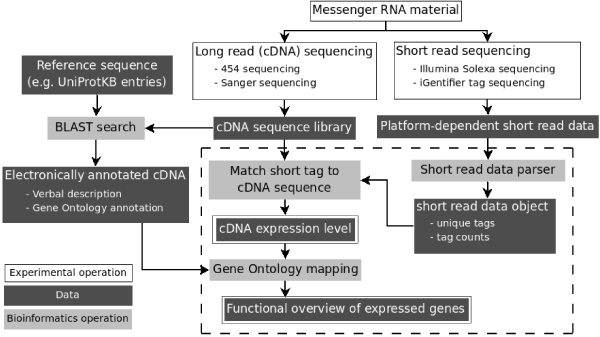 Messenger RNA material
Long read (cDNA) sequencing
- 454 sequencing
- Sanger sequencing
Short read sequencing
- Illumina Solexa sequencing
- iGentifier tag sequencing
Reference sequence
(e.g. UniProtKB entries)
BLAST search
cDNA sequence library
Platform-dependent short read data
Electronically annotated cDNA
- Verbal description
- Gene Ontology annotation
Match short tag to
cDNA sequence
Short read data parser
short read data object
- unique tags
- tag counts
cDNA expression level
Gene Ontology mapping
Functional overview of expressed genes
Experimental operation
Data
Bioinformatics operation